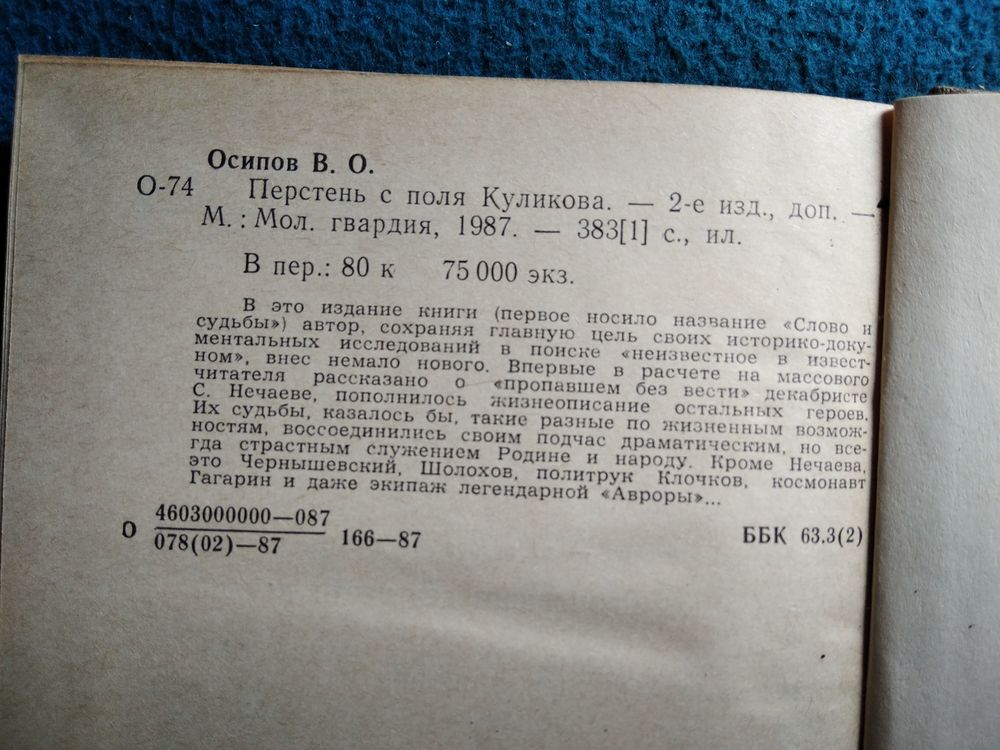 Осипов В. О.
О-74 Перстень с поля Куликова. — 2-е изд., доп. —
М.: Мол. гвардия, 1987. — 383[1] с., ил.
В пер.: 80 к 75 000 экз.
В это издание книги (первое носило название «Слово и
судьбы») автор, сохраняя главную цель своих историко-доку-
ментальных исследований в поиске «неизвестное в извест-
ном», внес немало нового. Впервые в расчете на массового
читателя рассказано о «пропавшем без вести» декабристе
С. Нечаеве, пополнилось жизнеописание остальных героев.
Их судьбы, казалось бы, такие разные по жизненным возмож-
ностям, воссоединились своим подчас драматическим, но все-
гда страстным служением Родине и народу. Кроме Нечаева,
это Чернышевский, Шолохов, политрук Клочков, космонавт
Гагарин и даже экипаж легендарной «Авроры»...
4603000000—087
О 166—87 ББК 63.3(2)
078(02)—87